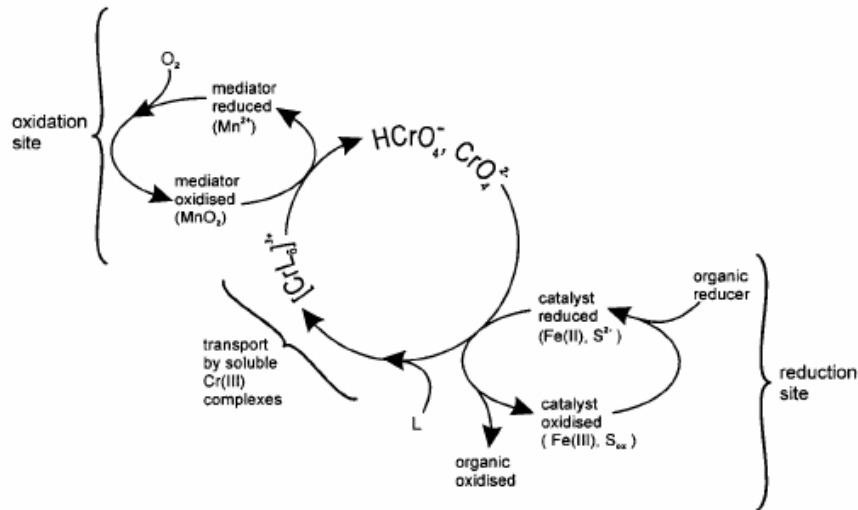 O₂
mediator
reduced
(Mn²⁺)
oxidation
site
mediator
oxidised
(MnO₂)
HCrO₄⁻, CrO₄²⁻
[CrL₆]³⁺
transport
by soluble
Cr(III)
complexes
L
catalyst
reduced
(Fe(II), S²⁻)
organic
reducer
reduction
site
catalyst
oxidised
( Fe(III), Sₒₓ)
organic
oxidised